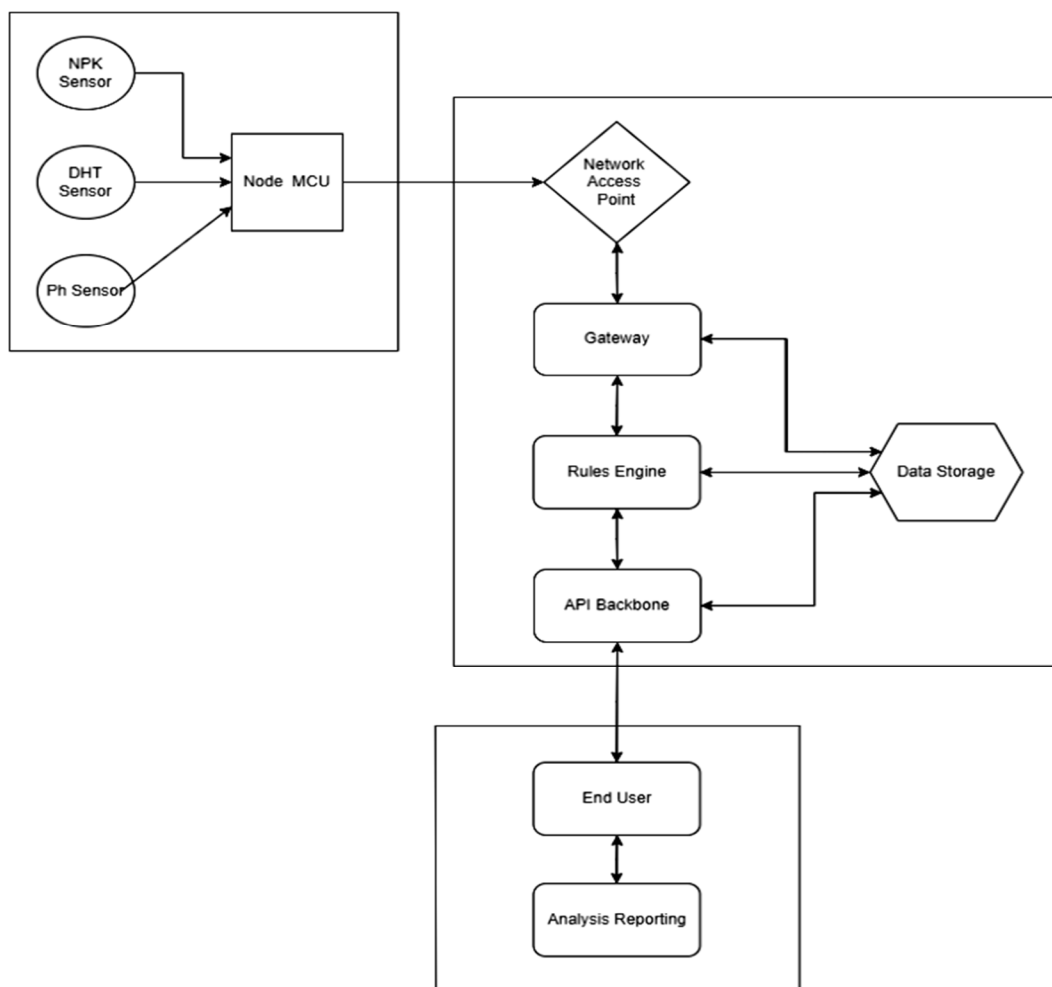 NPK
Sensor
DHT
Sensor
Ph Sensor
Node MCU
Network
Access
Point
Gateway
Rules Engine
Data Storage
API Backbone
End User
Analysis Reporting